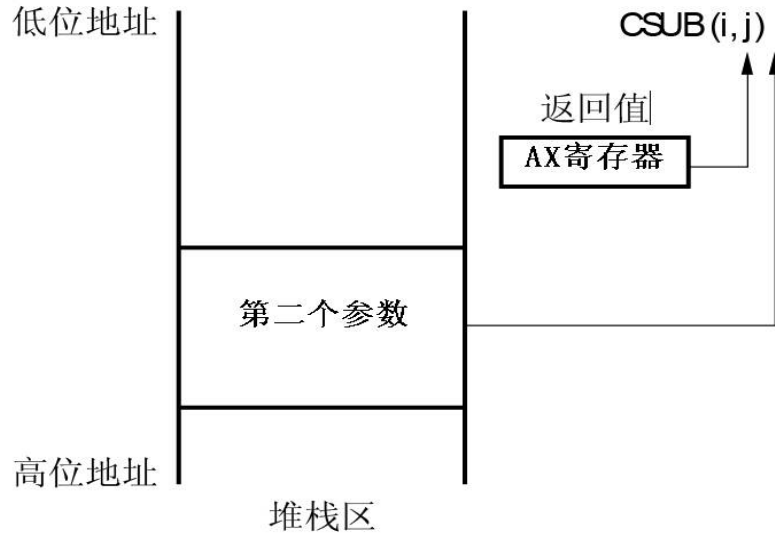 低位地址
CSUB(i,j)
返回值
AX寄存器
第二个参数
高位地址
堆栈区